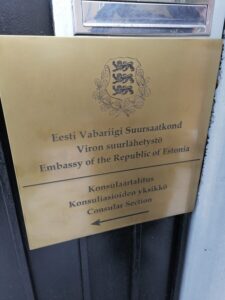 Eesti Vabariigi Suursaatkond
Viron suurlähetystö
Embassy of the Republic of Estonia
Konsulaartalitus
Konsuliasioiden yksikkö
Consular Section